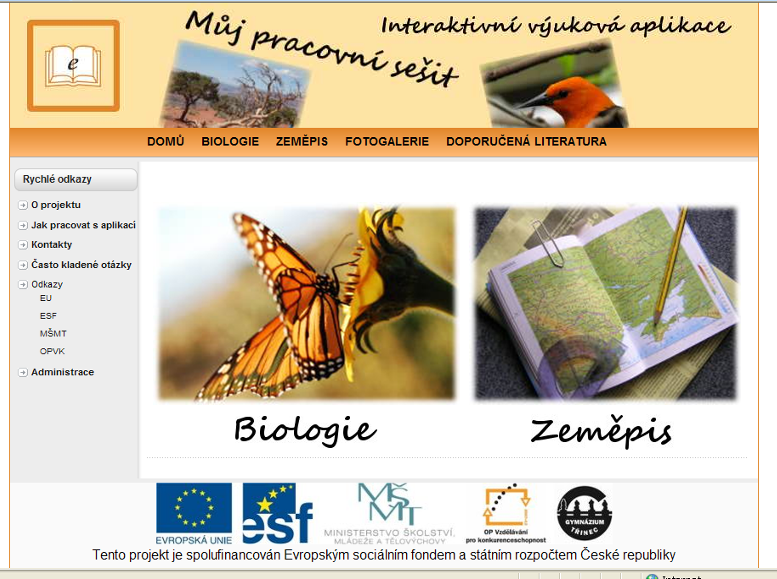 e
Můj pracovní sešit
Interaktivní výuková aplikace
DOMŮ BIOLOGIE ZEMĚPIS FOTOGALERIE DOPORUČENÁ LITERATURA
Rychlé odkazy
O projektu
Jak pracovat s aplikací
Kontakty
Často kladené otázky
Odkazy
EU
ESF
MŠMT
OPVK
Administrace
Biologie
Zeměpis
EVROPSKÁ UNIE
esf
MŠMT
MINISTERSTVO ŠKOLSTVÍ,
MLÁDEŽE A TĚLOVÝCHOVY
OP Vzdělávání
pro konkurenceschopnost
GYMNÁZIUM
TŘINEC
Tento projekt je spolufinancován Evropským sociálním fondem a státním rozpočtem České republiky
Internet